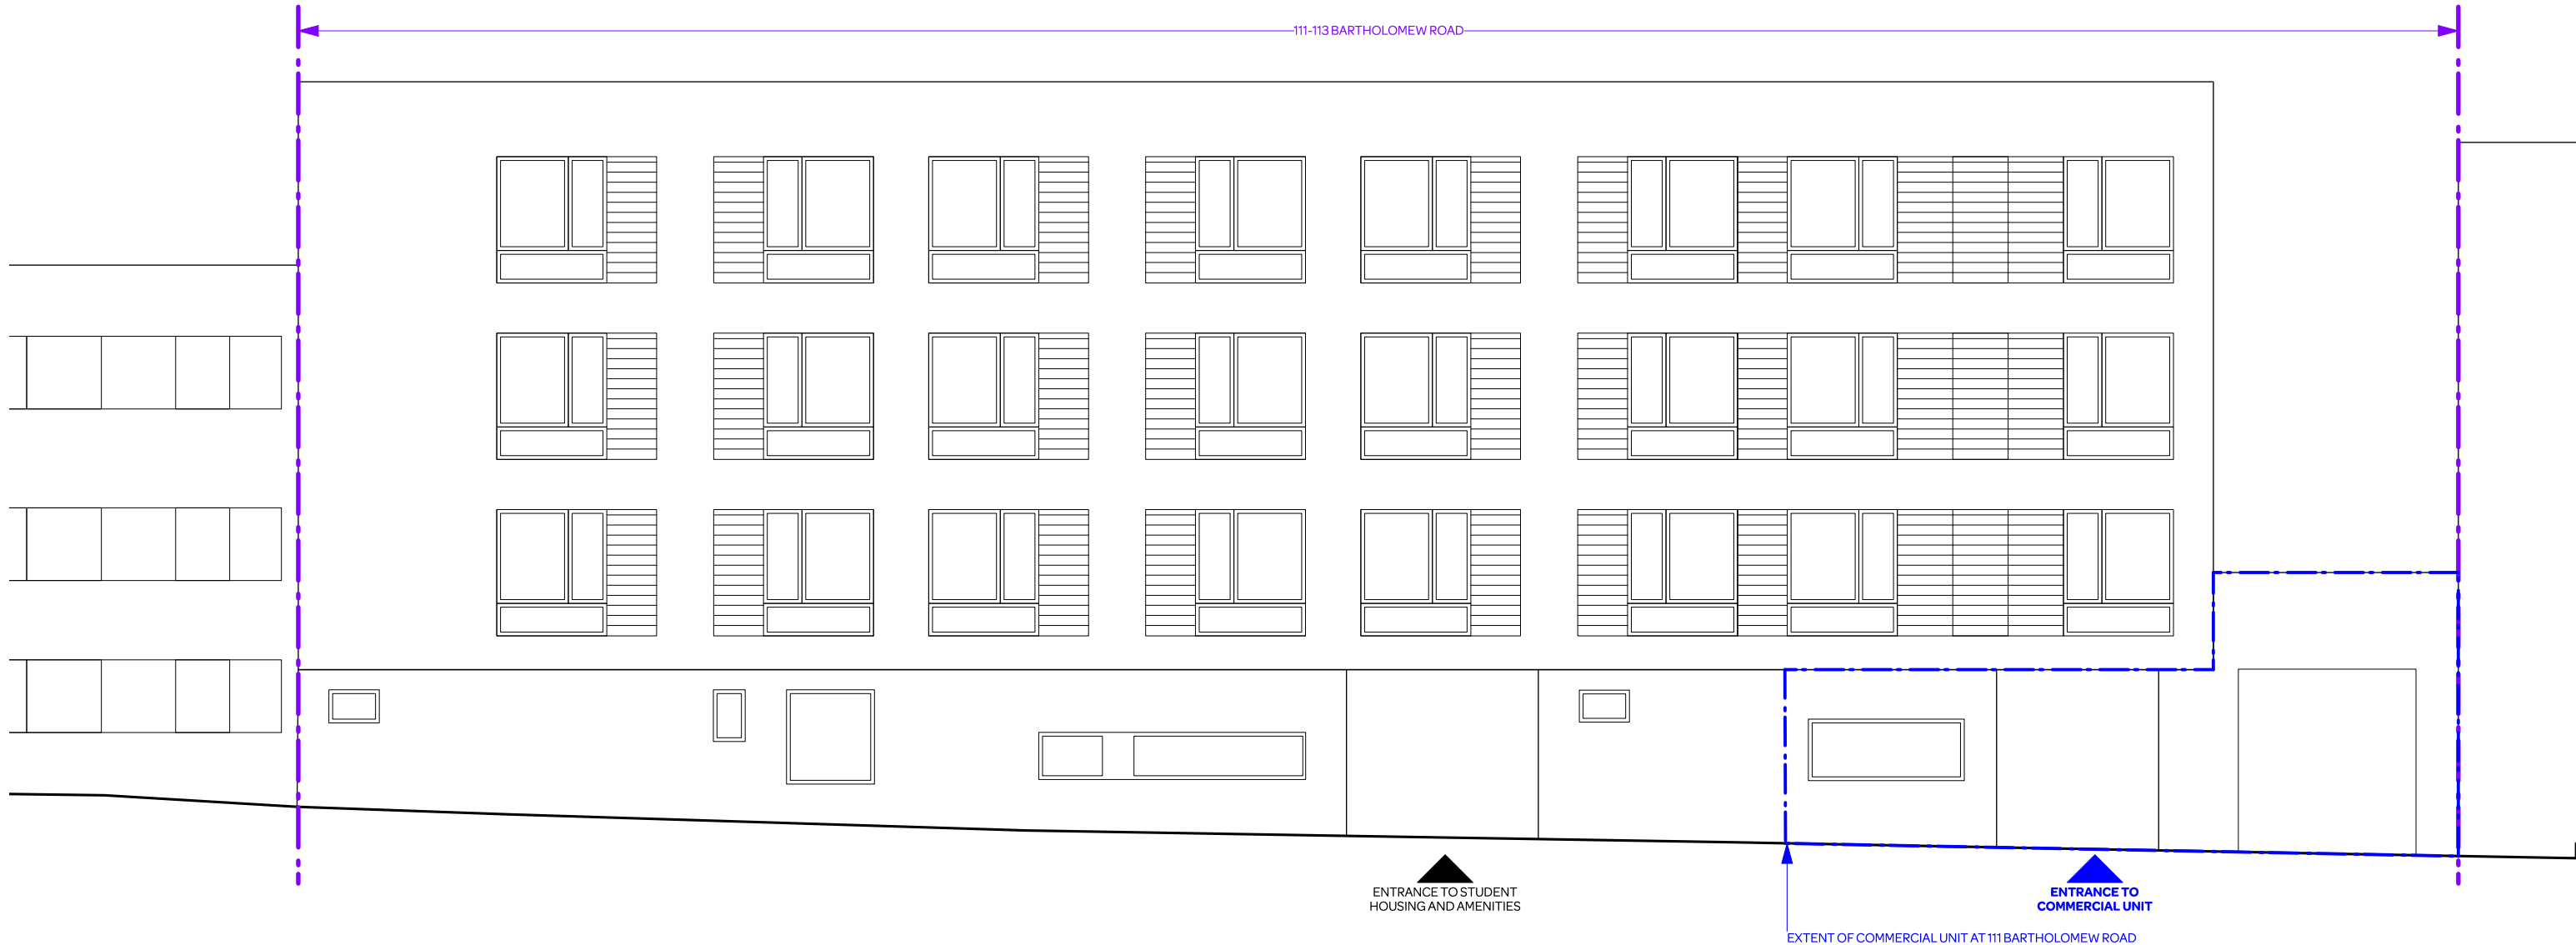 111-113 BARTHOLOMEW ROAD
ENTRANCE TO STUDENT
HOUSING AND AMENITIES
ENTRANCE TO
COMMERCIAL UNIT
EXTENT OF COMMERCIAL UNIT AT 111 BARTHOLOMEW ROAD